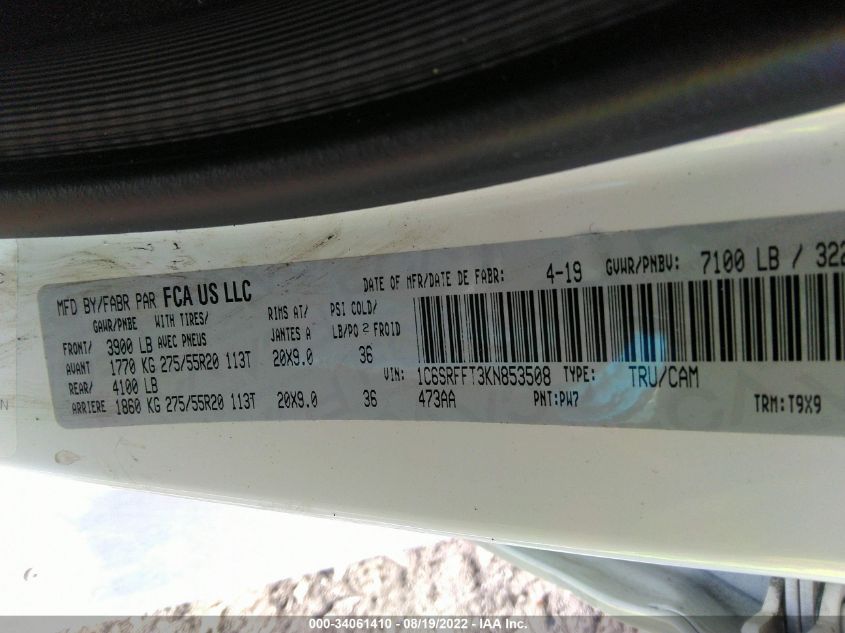 MFD BY/FABR PAR FCA US LLC DATE OF MFR/DATE DE FABR: 4-19 GVWR/PNBV: 7100 LB / 322
GAWR/PNBE WITH TIRES/ RIMS AT/ PSI COLD/
FRONT/ 3900 LB AVEC PNEUS JANTES A LB/PO 2 FROID
AVANT 1770 KG 275/55R20 113T 20X9.0 36
REAR/ 4100 LB VIN: 1C6SRFFT3KN853508 TYPE: TRU/CAM
ARRIERE 1860 KG 275/55R20 113T 20X9.0 36 473AA PNT:PW7 TRM:T9X9
000-34061410 - 08/19/2022 - IAA Inc.